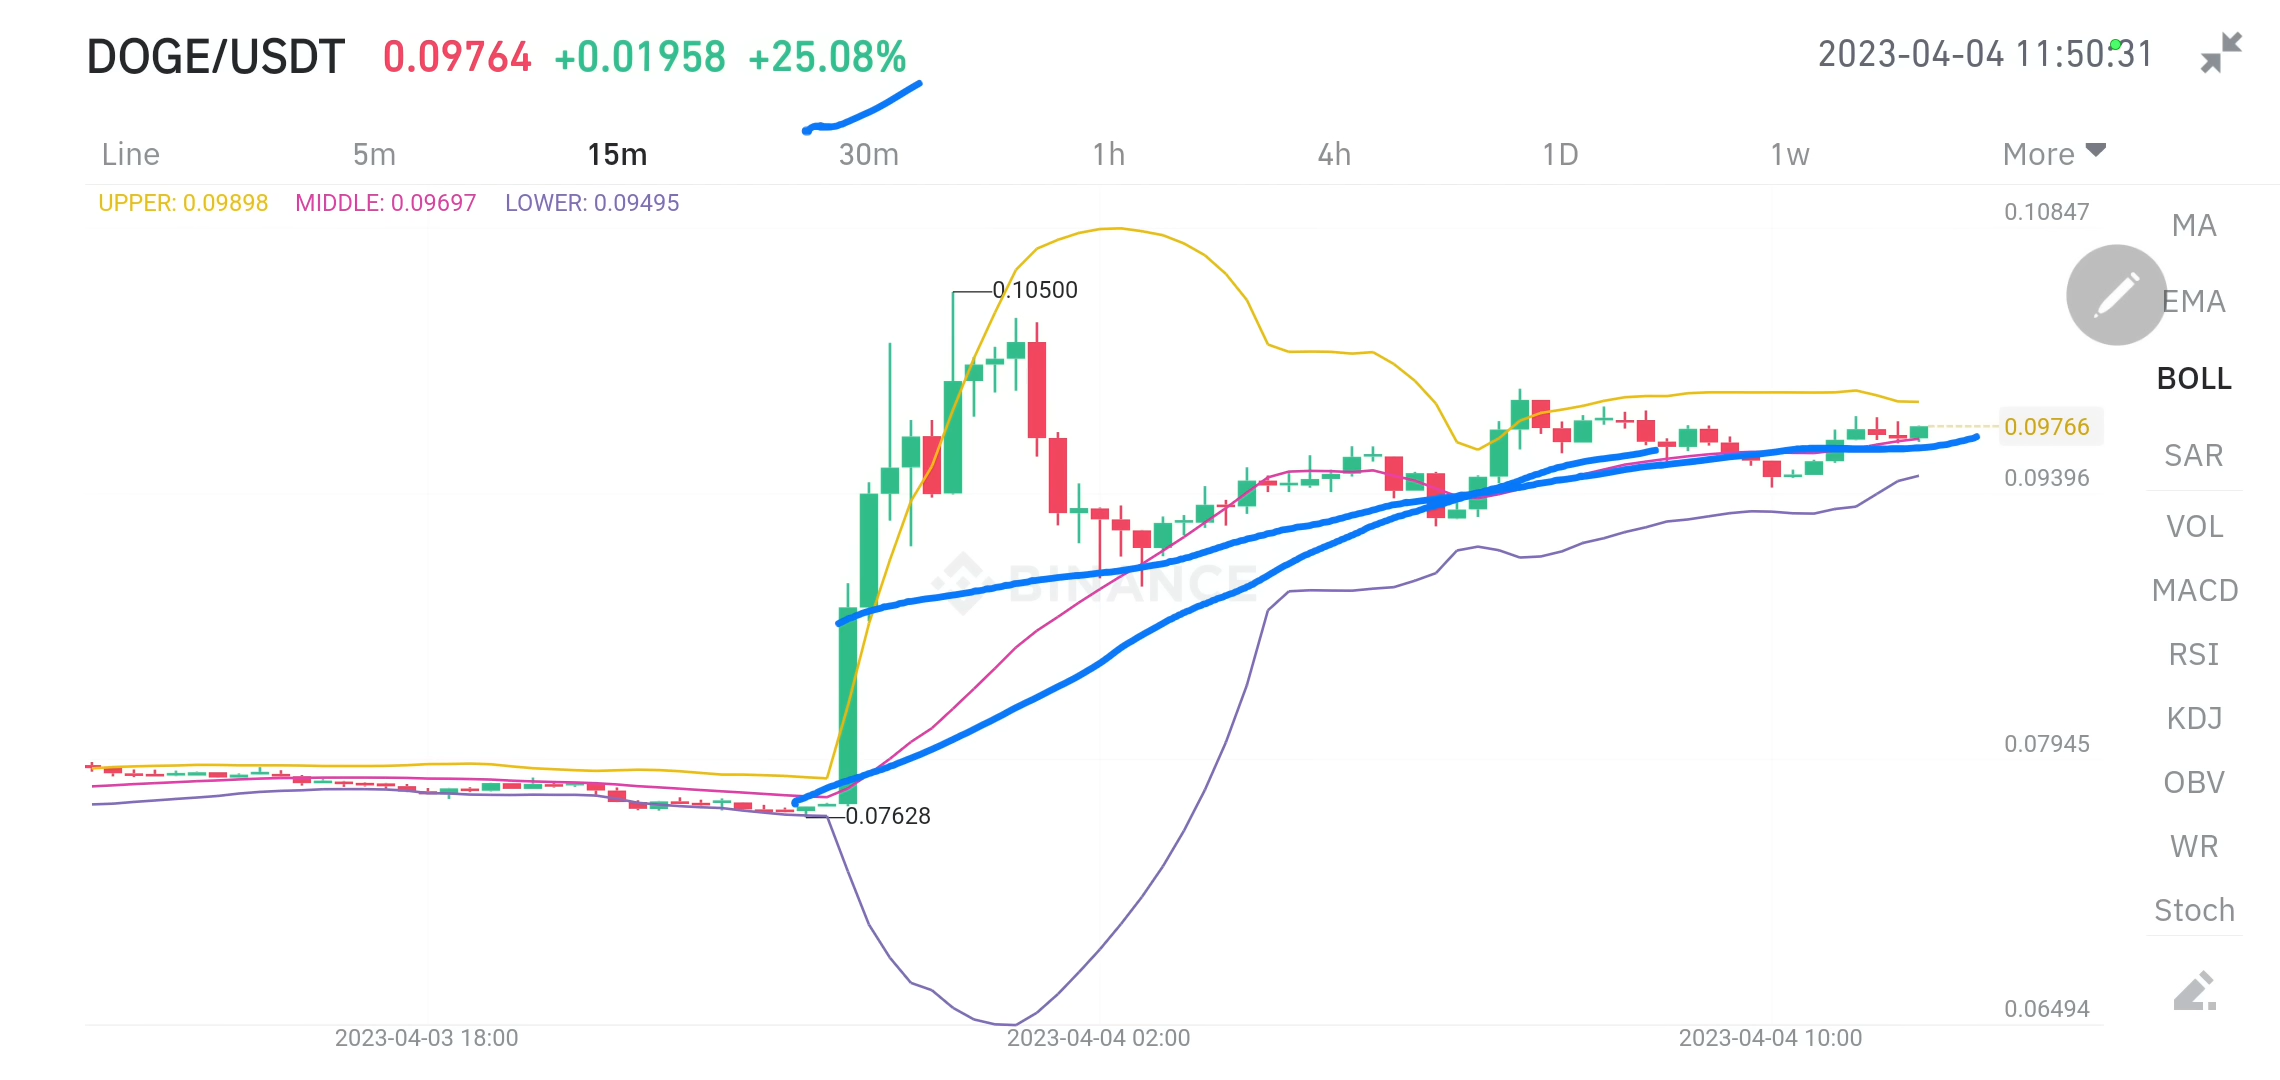 DOGE/USDT 0.09764 +0.01958 +25.08% 2023-04-04 11:50:31
Line 5m 15m 30m 1h 4h 1D 1w More
UPPER: 0.09898 MIDDLE: 0.09697 LOWER: 0.09495
0.10847
MA
0.10500
EMA
BOLL
0.09766
SAR
0.09396
VOL
BINANCE
MACD
RSI
KDJ
0.07945
OBV
0.07628
WR
Stoch
0.06494
2023-04-03 18:00 2023-04-04 02:00 2023-04-04 10:00